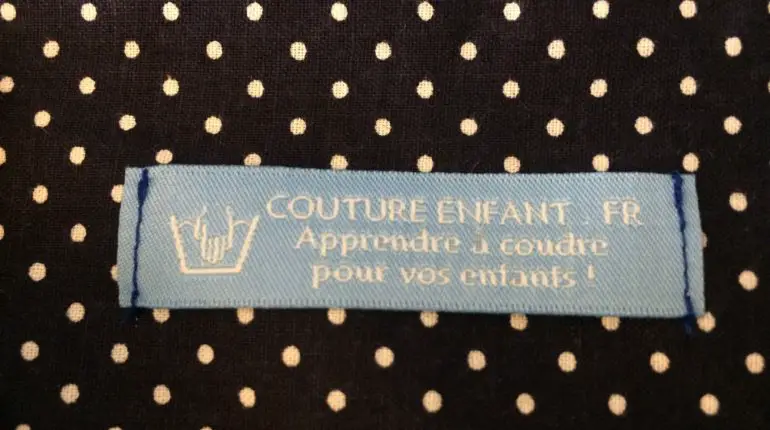 COUTURE ENFANT . FR
Apprendre à coudre
pour vos enfants !